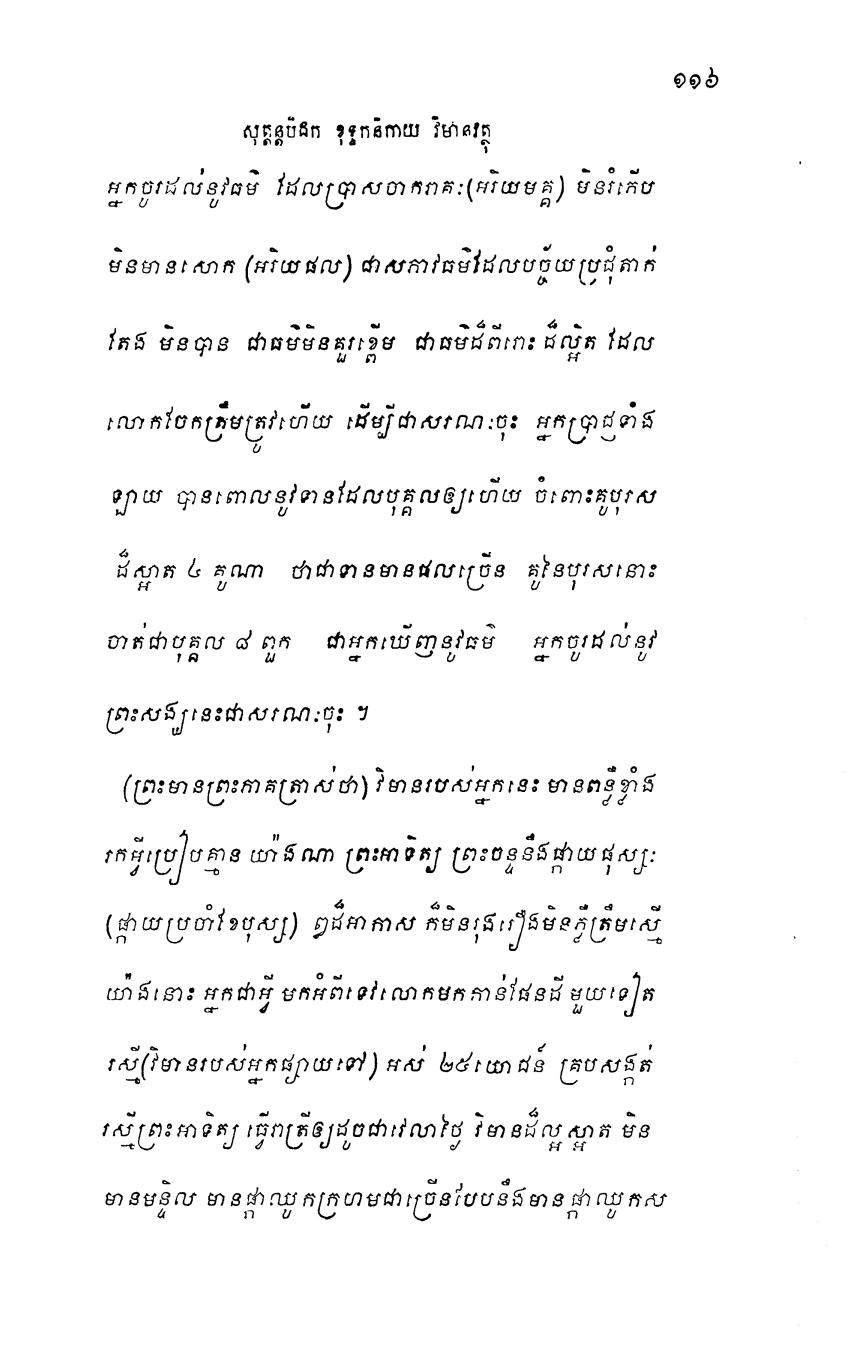 ១១៦
សុត្តន្តបិដក ខុទ្ទកនិកាយ វិមានវត្ថុ
អ្នកចូរដល់នូវធម៌ ដែលប្រាសចាករាគៈ(អរិយមគ្គ) មិនរំភើប
មិនមានសោក (អរិយផល) ជាសភាវធម៌ដែលបច្ច័យប្រជុំតាក់
តែង មិនបាន ជាធម៌មិនគួរខ្ពើម ជាធម៌ដ៏ពីរោះ ដ៏ល្អិត ដែល
លោកចែកត្រឹមត្រូវហើយ ដើម្បីជាសរណៈចុះ អ្នកប្រាជ្ញទាំង
ឡាយ បានពោលនូវទានដែលបុគ្គលឲ្យហើយ ចំពោះគូបុរស
ដ៏ស្អាត ៤ គូណា ថាជាទានមានផលច្រើន គូនៃបុរសនោះ
ចាត់ជាបុគ្គល ៨ ពួក ជាអ្នកឃើញនូវធម៌ អ្នកចូរដល់នូវ
ព្រះសង្ឃនេះជាសរណៈចុះ ។
(ព្រះមានព្រះភាគត្រាស់ថា) វិមានរបស់អ្នកនេះ មានពន្លឺខ្លាំង
រកអ្វីប្រៀបគ្មាន យ៉ាងណា ព្រះអាទិត្យ ព្រះចន្ទនឹងផ្កាយផុស្សៈ
(ផ្កាយប្រចាំខែបុស្ស) ឰដ៏អាកាស ក៏មិនរុងរឿងមិនភ្លឺត្រឹមស្មើ
យ៉ាងនោះ អ្នកជាអ្វី មកអំពីទេវលោកមកកាន់ផែនដី មួយទៀត
រស្មី(វិមានរបស់អ្នកផ្សាយទៅ) អស់ ២៥យោជន៍ គ្របសង្កត់
រស្មីព្រះអាទិត្យ ធ្វើរាត្រីឲ្យដូចជាវេលាថ្ងៃ វិមានដ៏ល្អស្អាត មិន
មានមន្ទិល មានផ្កាឈូកក្រហមជាច្រើនបែបនឹងមានផ្កាឈូកស